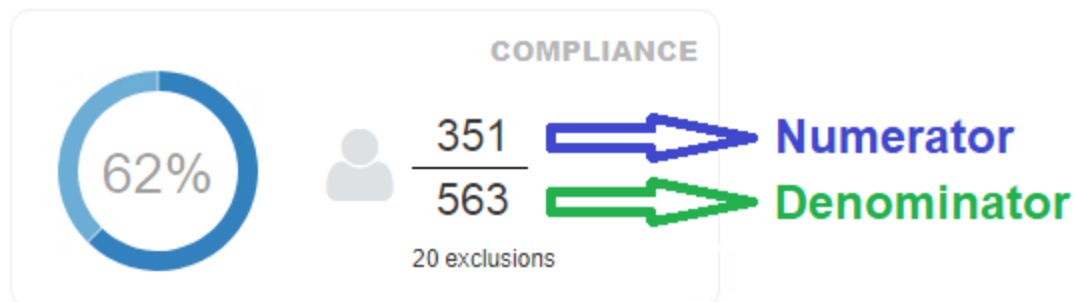 COMPLIANCE
62%
351
563
20 exclusions
Numerator
Denominator